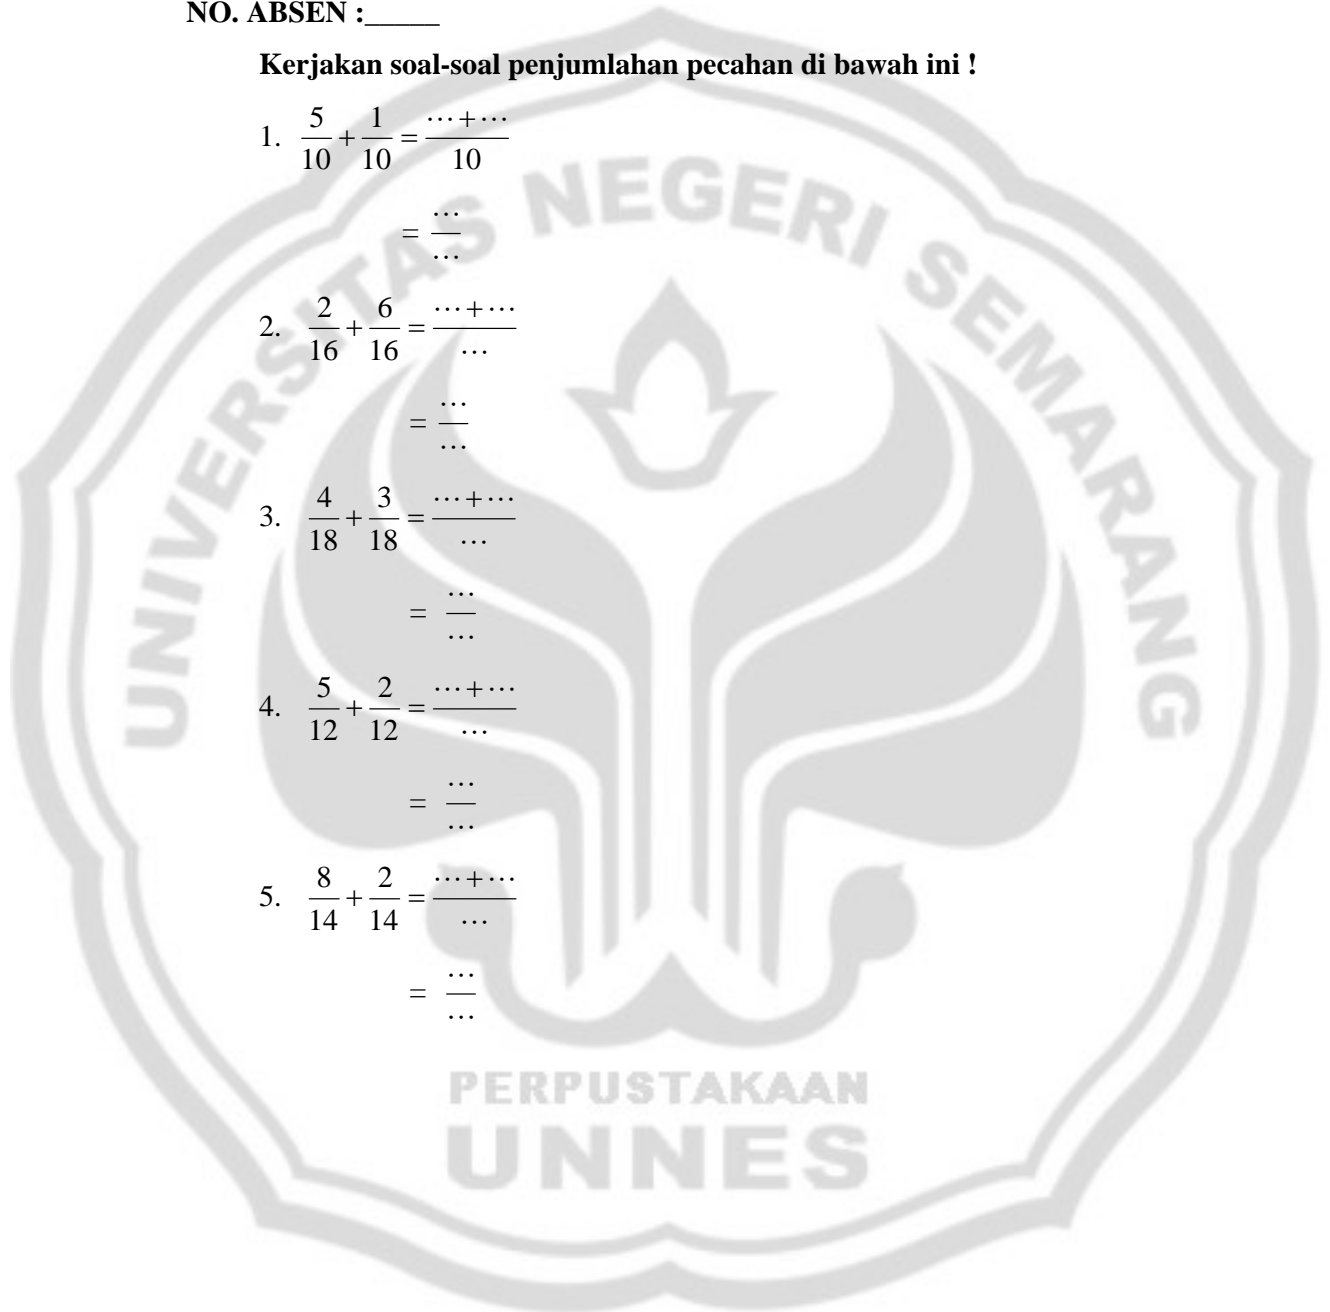 NO. ABSEN :_____
Kerjakan soal-soal penjumlahan pecahan di bawah ini !
1. 5/10 + 1/10 = (⋯+⋯)/10
= ⋯/⋯
2. 2/16 + 6/16 = (⋯+⋯)/⋯
= ⋯/⋯
3. 4/18 + 3/18 = (⋯+⋯)/⋯
= ⋯/⋯
4. 5/12 + 2/12 = (⋯+⋯)/⋯
= ⋯/⋯
5. 8/14 + 2/14 = (⋯+⋯)/⋯
= ⋯/⋯
UNIVERSITAS NEGERI SEMARANG
PERPUSTAKAAN
UNNES